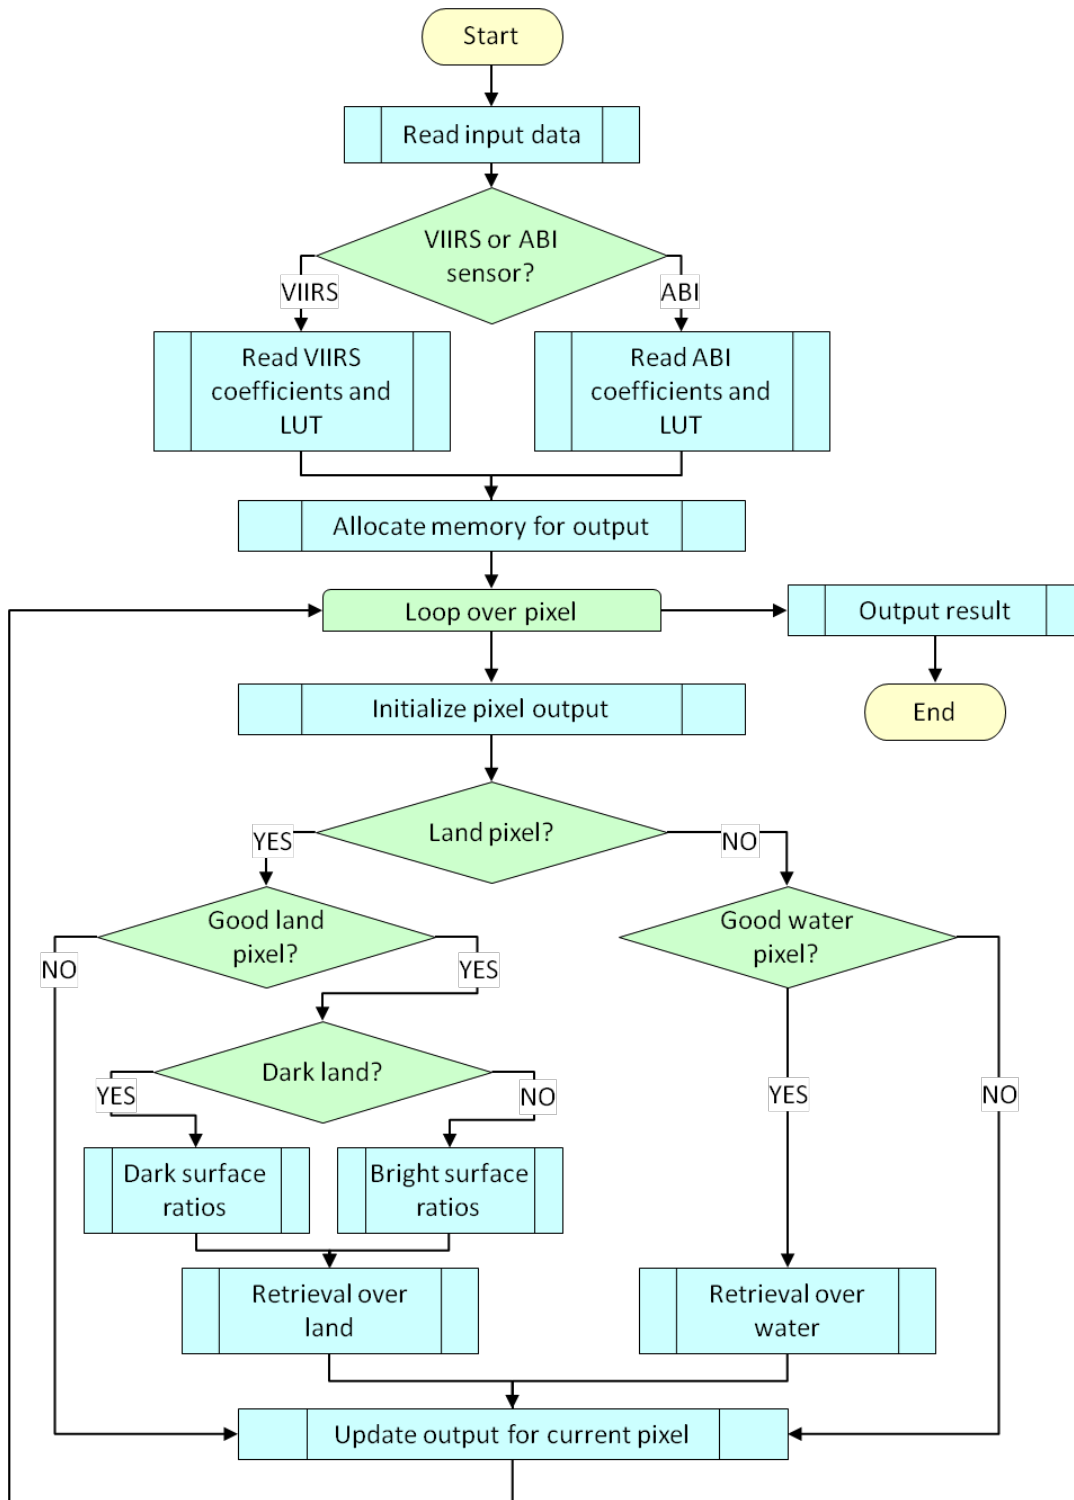 Start
Read input data
VIIRS or ABI
sensor?
VIIRS
ABI
Read VIIRS
coefficients and
LUT
Read ABI
coefficients and
LUT
Allocate memory for output
Loop over pixel
Output result
Initialize pixel output
End
Land pixel?
YES
NO
Good land
pixel?
Good water
pixel?
NO
YES
Dark land?
YES
NO
YES
NO
Dark surface
ratios
Bright surface
ratios
Retrieval over
land
Retrieval over
water
Update output for current pixel